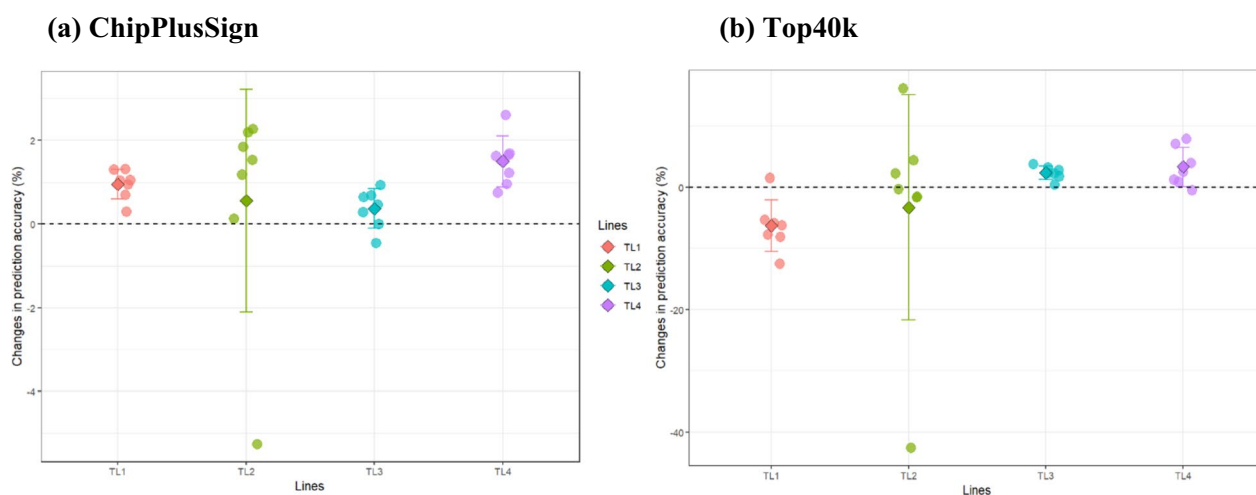 (a) ChipPlusSign
(b) Top40k
Changes in prediction accuracy (%)
2
0
-2
-4
TL1
TL2
TL3
TL4
Lines
Lines
TL1
TL2
TL3
TL4
Changes in prediction accuracy (%)
0
-20
-40
TL1
TL2
TL3
TL4
Lines